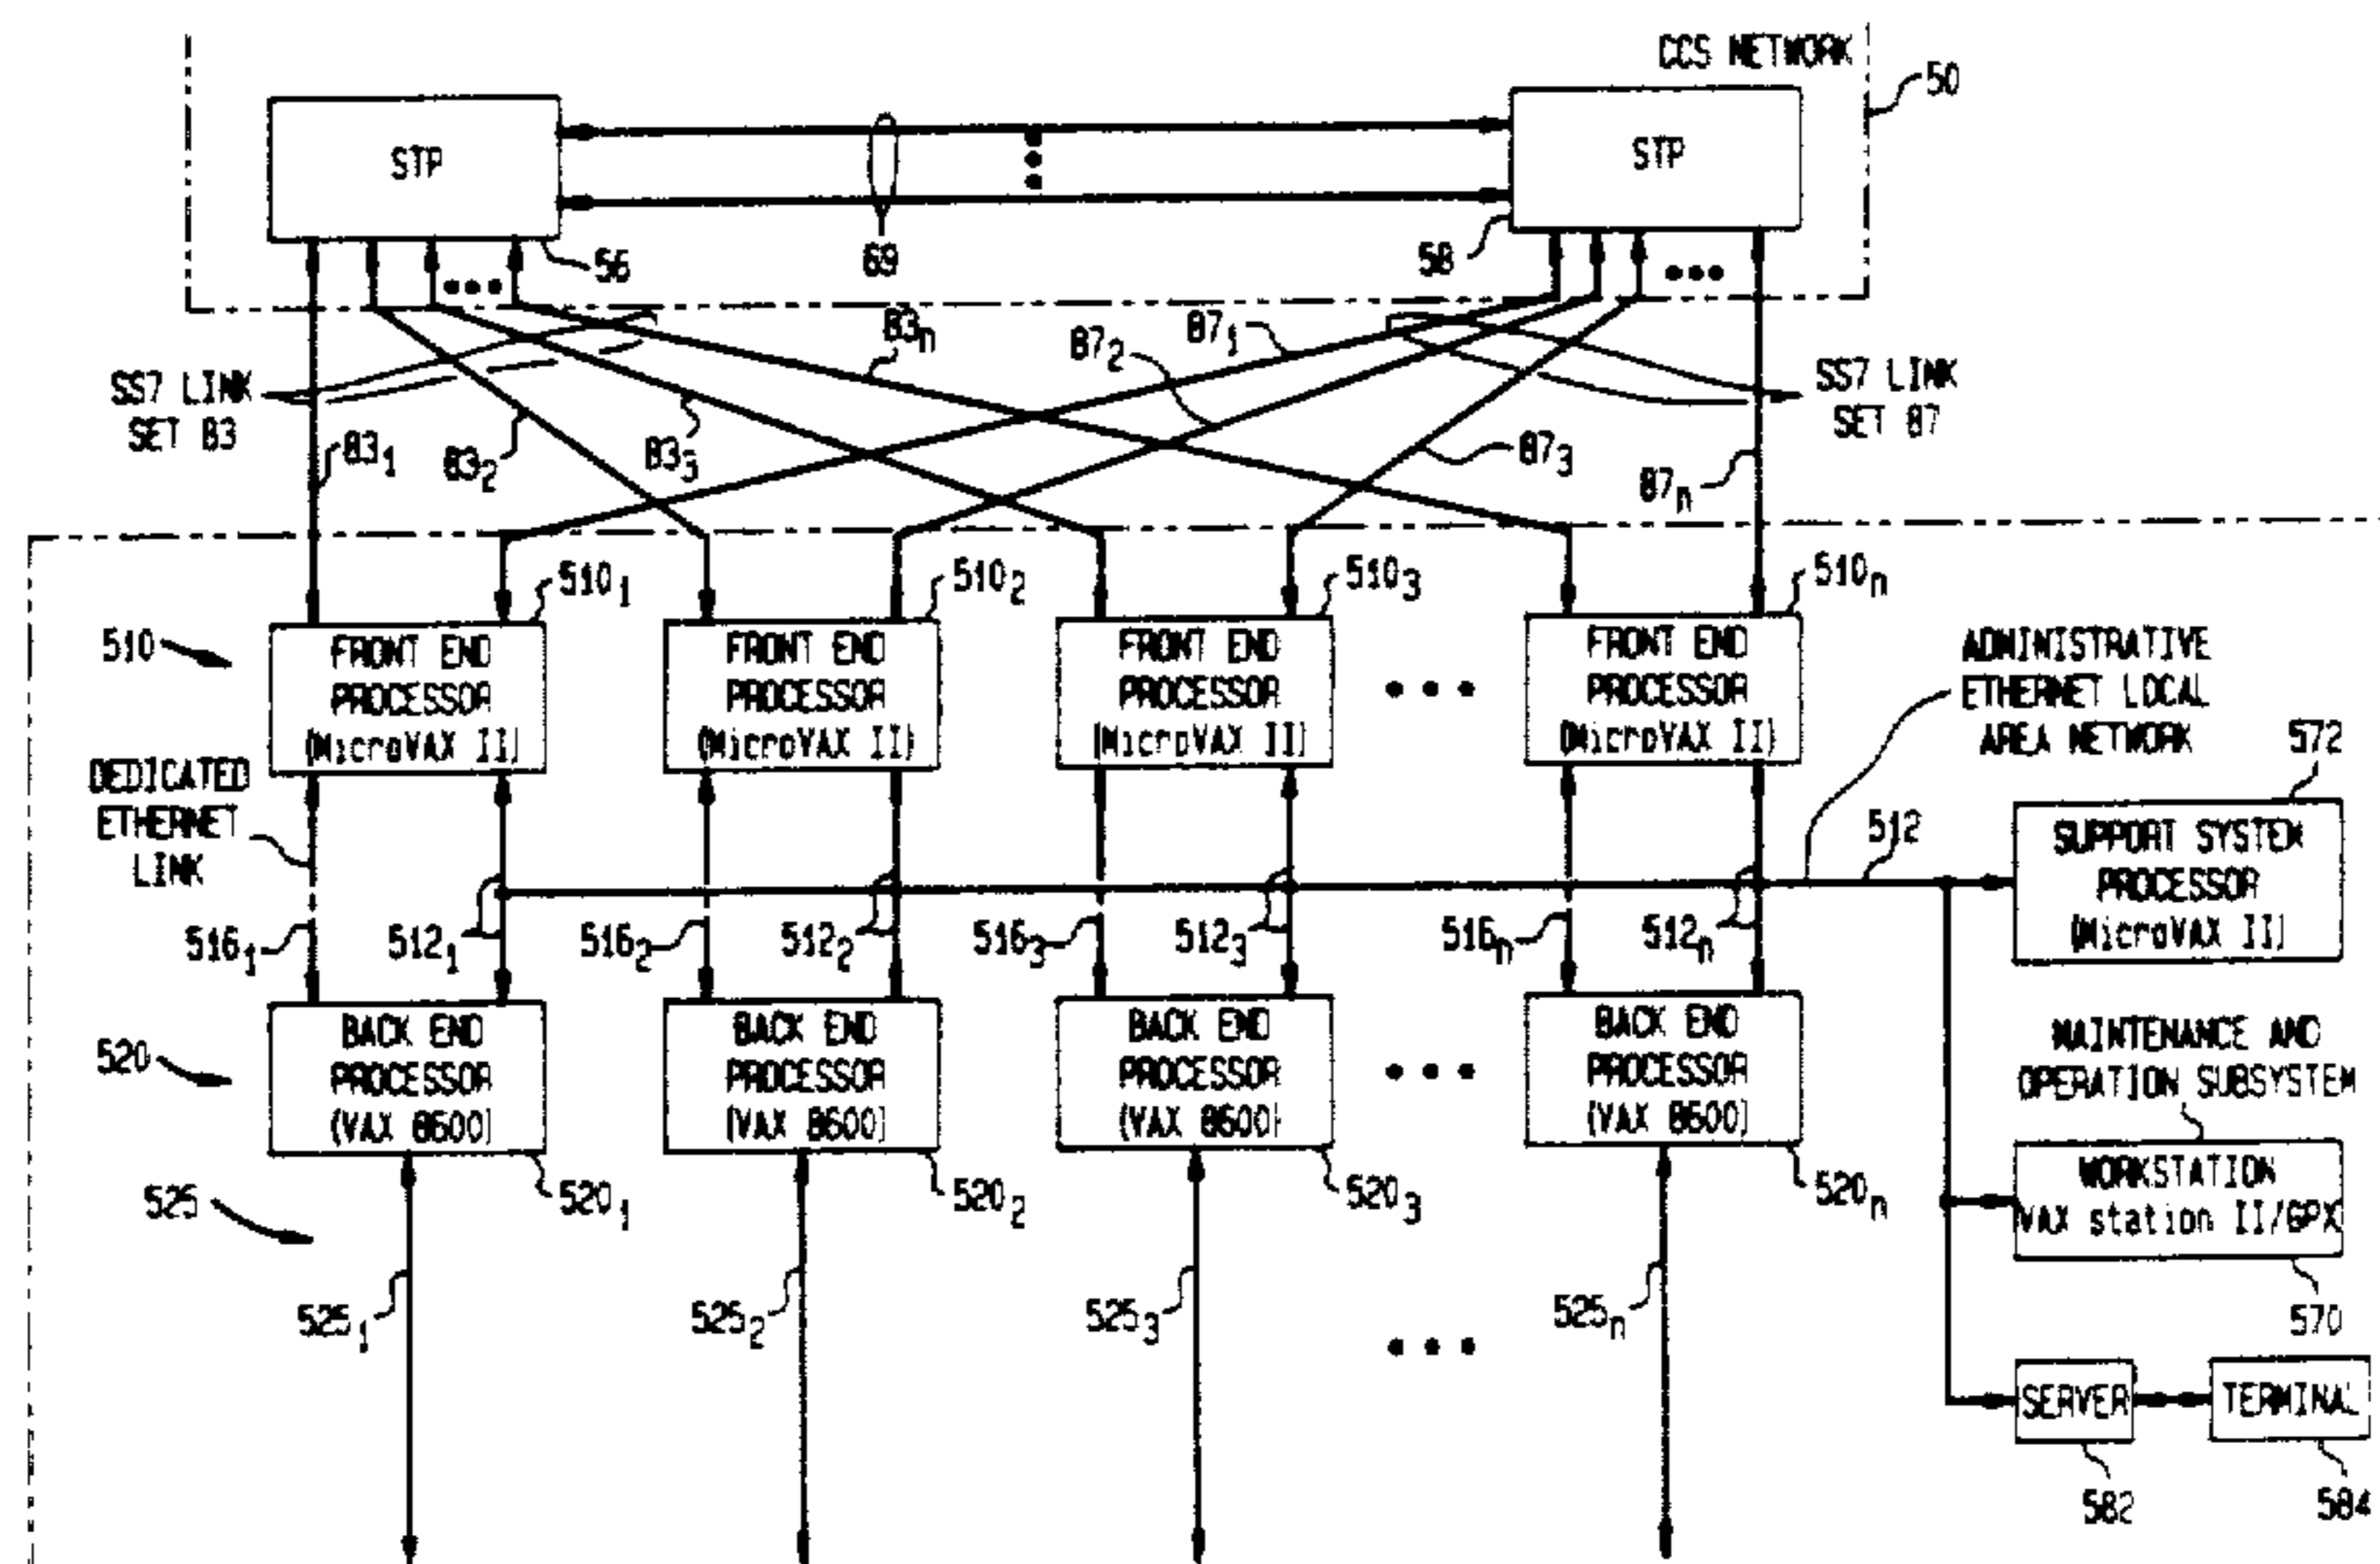 CCS NETWORK
50
STP
STP
56
69
58
83n
87₁
87₂
SS7 LINK
SET 83
SS7 LINK
SET 87
83₁
83₂
83₃
87₃
87n
510₁
510₂
510₃
510n
510
FRONT END
PROCESSOR
(MicroVAX II)
FRONT END
PROCESSOR
(MicroVAX II)
FRONT END
PROCESSOR
(MicroVAX II)
FRONT END
PROCESSOR
(MicroVAX II)
ADMINISTRATIVE
ETHERNET LOCAL
AREA NETWORK
572
DEDICATED
ETHERNET
LINK
512
SUPPORT SYSTEM
PROCESSOR
(MicroVAX II)
516₁
512₁
516₂
512₂
516₃
512₃
516n
512n
520
BACK END
PROCESSOR
(VAX 8600)
BACK END
PROCESSOR
(VAX 8600)
BACK END
PROCESSOR
(VAX 8600)
BACK END
PROCESSOR
(VAX 8600)
MAINTENANCE AND
OPERATION SUBSYSTEM
WORKSTATION
VAX station II/GPX
570
525
520₁
520₂
520₃
520n
525₁
525₂
525₃
525n
SERVER
TERMINAL
582
584